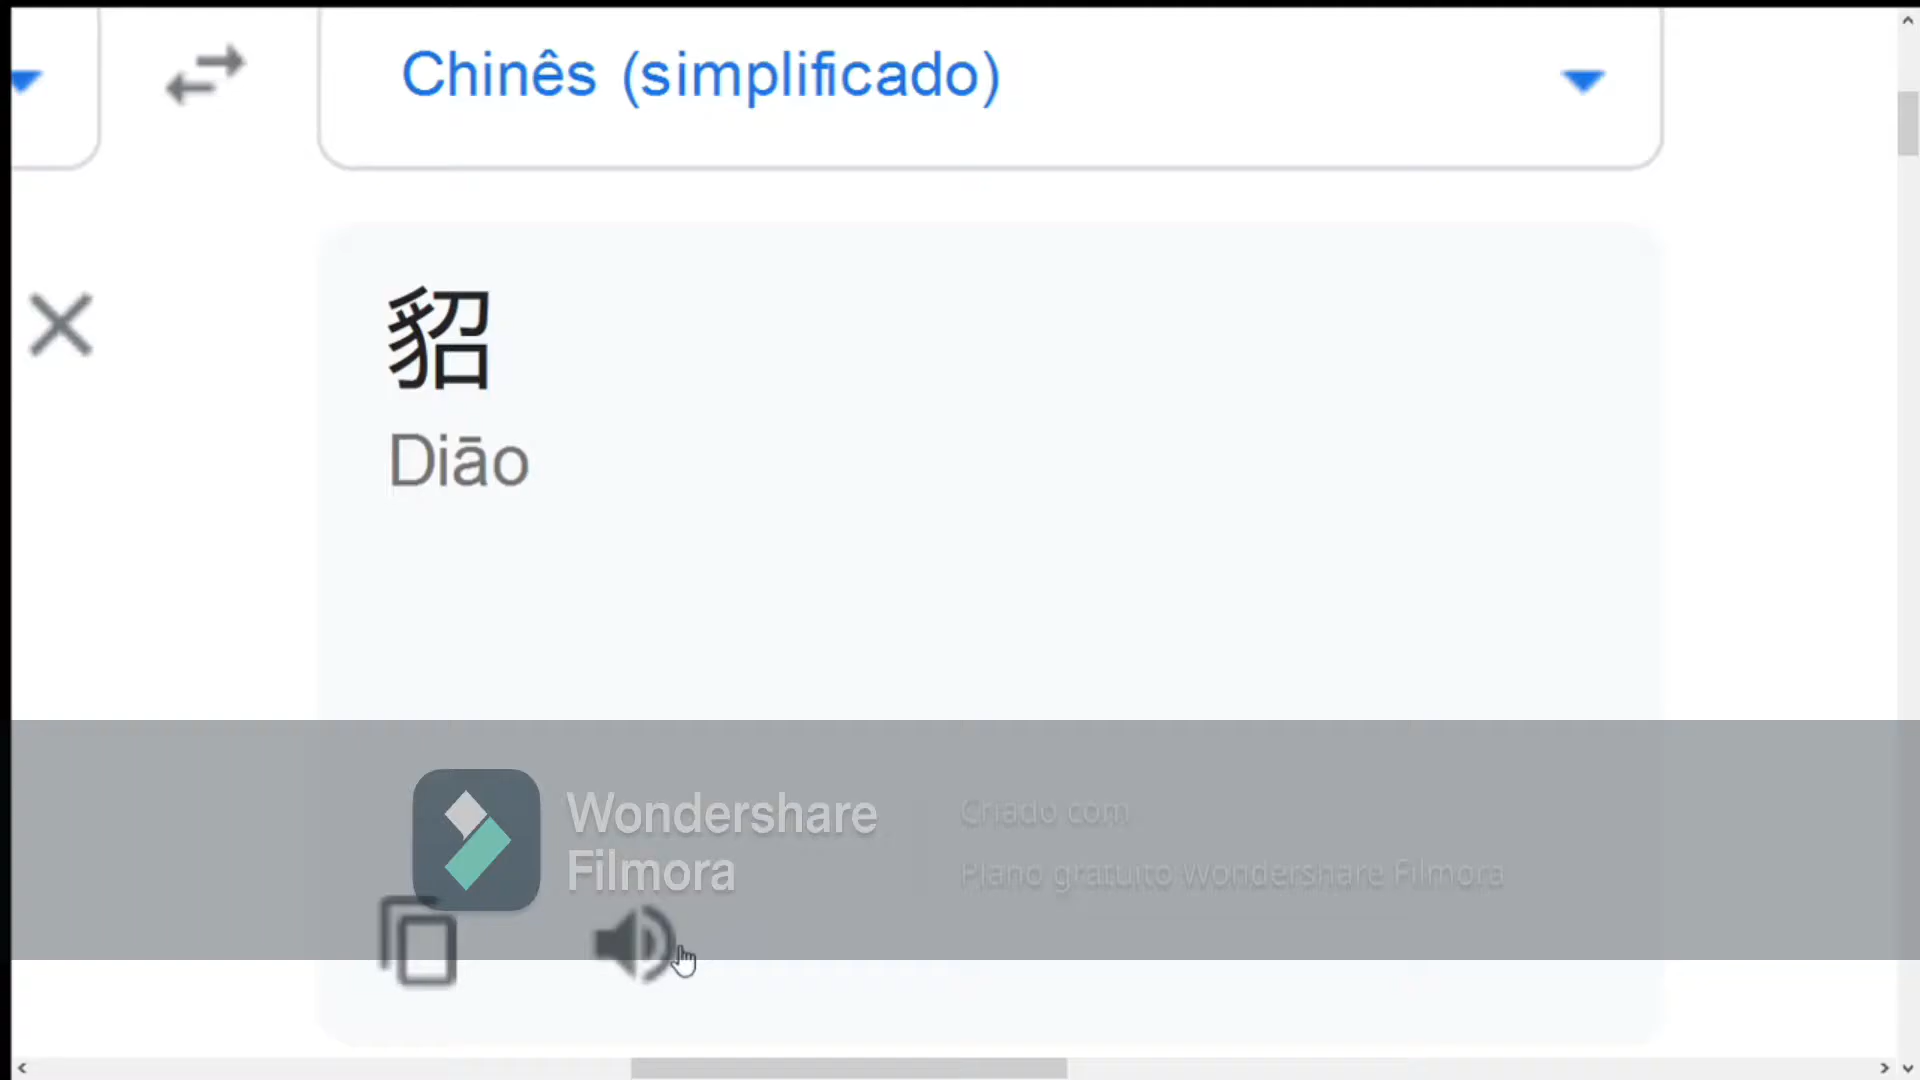 Chinês (simplificado)
貂
Diāo
Wondershare
Filmora
Criado com
Plano gratuito Wondershare Filmora